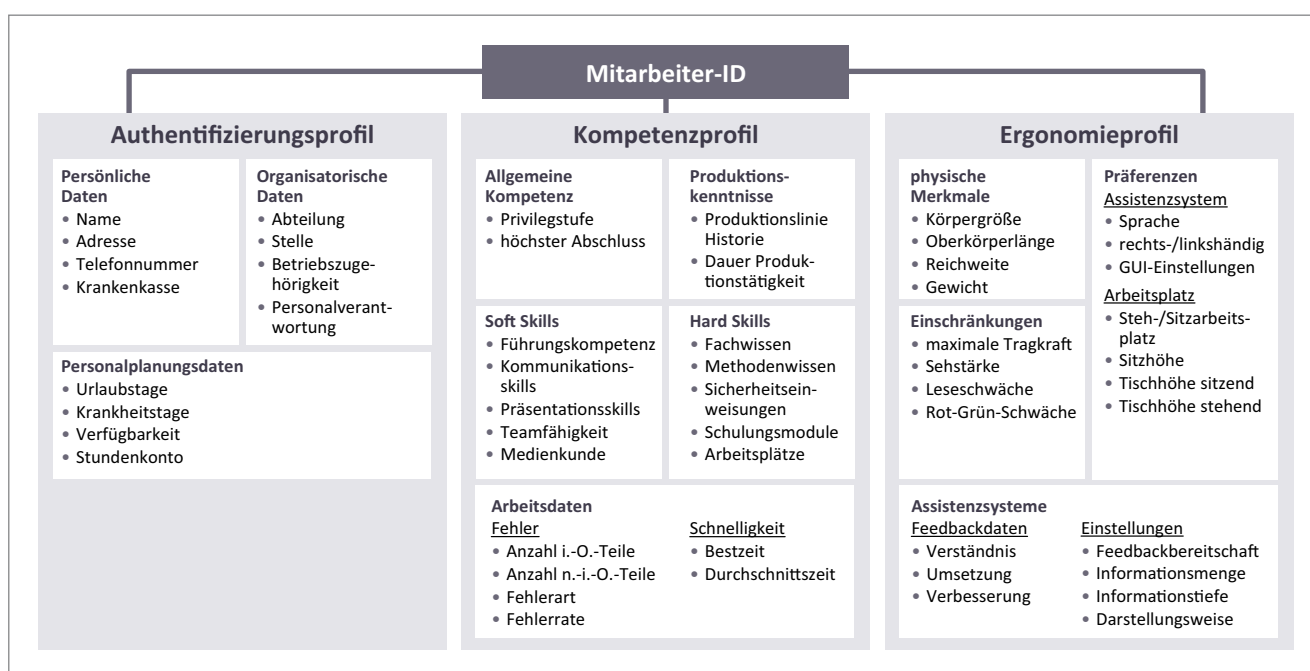 Mitarbeiter-ID
Authentifizierungsprofil
Persönliche
Daten
• Name
• Adresse
• Telefonnummer
• Krankenkasse
Organisatorische
Daten
• Abteilung
• Stelle
• Betriebszuge-
hörigkeit
• Personalverant-
wortung
Personalplanungsdaten
• Urlaubstage
• Krankheitstage
• Verfügbarkeit
• Stundenkonto
Kompetenzprofil
Allgemeine
Kompetenz
• Privilegstufe
• höchster Abschluss
Produktions-
kenntnisse
• Produktionslinie
Historie
• Dauer Produk-
tionstätigkeit
Soft Skills
• Führungskompetenz
• Kommunikations-
skills
• Präsentationsskills
• Teamfähigkeit
• Medienkunde
Hard Skills
• Fachwissen
• Methodenwissen
• Sicherheitsein-
weisungen
• Schulungsmodule
• Arbeitsplätze
Arbeitsdaten
Fehler
• Anzahl i.-O.-Teile
• Anzahl n.-i.-O.-Teile
• Fehlerart
• Fehlerrate
Schnelligkeit
• Bestzeit
• Durchschnittszeit
Ergonomieprofil
physische
Merkmale
• Körpergröße
• Oberkörperlänge
• Reichweite
• Gewicht
Präferenzen
Assistenzsystem
• Sprache
• rechts-/linkshändig
• GUI-Einstellungen
Arbeitsplatz
• Steh-/Sitzarbeits-
platz
• Sitzhöhe
• Tischhöhe sitzend
• Tischhöhe stehend
Einschränkungen
• maximale Tragkraft
• Sehstärke
• Leseschwäche
• Rot-Grün-Schwäche
Assistenzsysteme
Feedbackdaten
• Verständnis
• Umsetzung
• Verbesserung
Einstellungen
• Feedbackbereitschaft
• Informationsmenge
• Informationstiefe
• Darstellungsweise